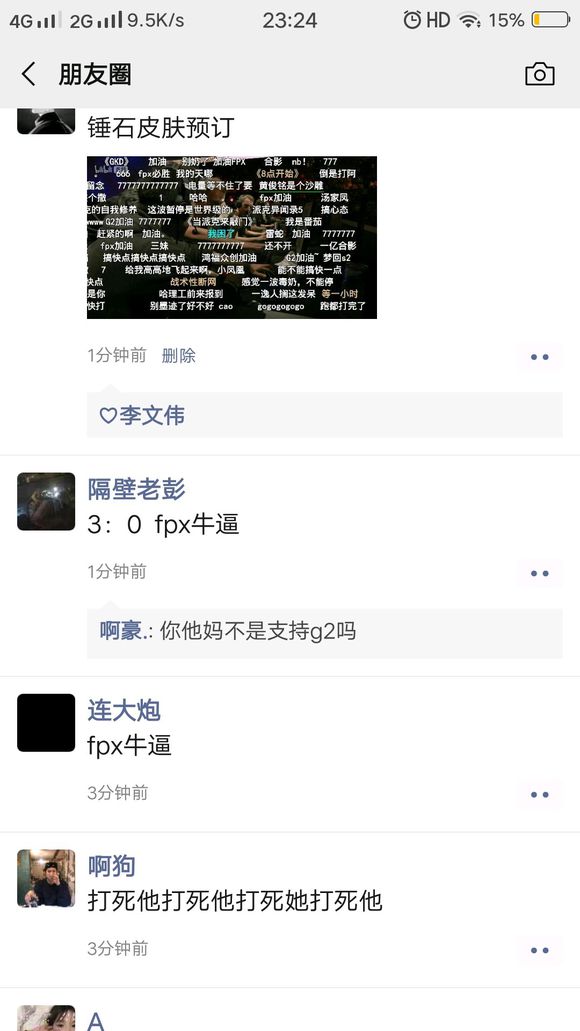 4G 2G 9.5K/s 23:24 HD 15%
朋友圈
锤石皮肤预订
《GKD》 加油 别奶了 加油FPX 合影 nb! 777
666 fpx必胜 我的天哪 《8点开始》 倒是打阿
留念 7777777777777 电量等不住了要 黄俊铭是个沙雕
个撒 1 哈哈 fpx加油 汤家凤
克的自我修养 这波暂停是世界级的 派克异闻录5 搞心态
www G2加油 7777777 《当派克来敲门》 我是番茄
赶紧的啊 加油。 我困了 雷蛇 加油 7777777
fpx加油 三妹 7777777777 还不开 一亿合影
搞快点搞快点搞快点 鸿福众创加油 G2加油~ 梦回s2
7 给我高高地飞起来啊，小凤凰 能不能搞快一点
快点 战术性断网 感觉一波毒奶，不能停
是你 哈理工前来报到 一逸人搁这发呆 等一小时
快打 别墨迹了好不好 cao gogogogogo 跑都打完了
1分钟前 删除
李文伟
隔壁老彭
3：0 fpx牛逼
1分钟前
啊豪.: 你他妈不是支持g2吗
连大炮
fpx牛逼
3分钟前
啊狗
打死他打死他打死她打死他
3分钟前
A